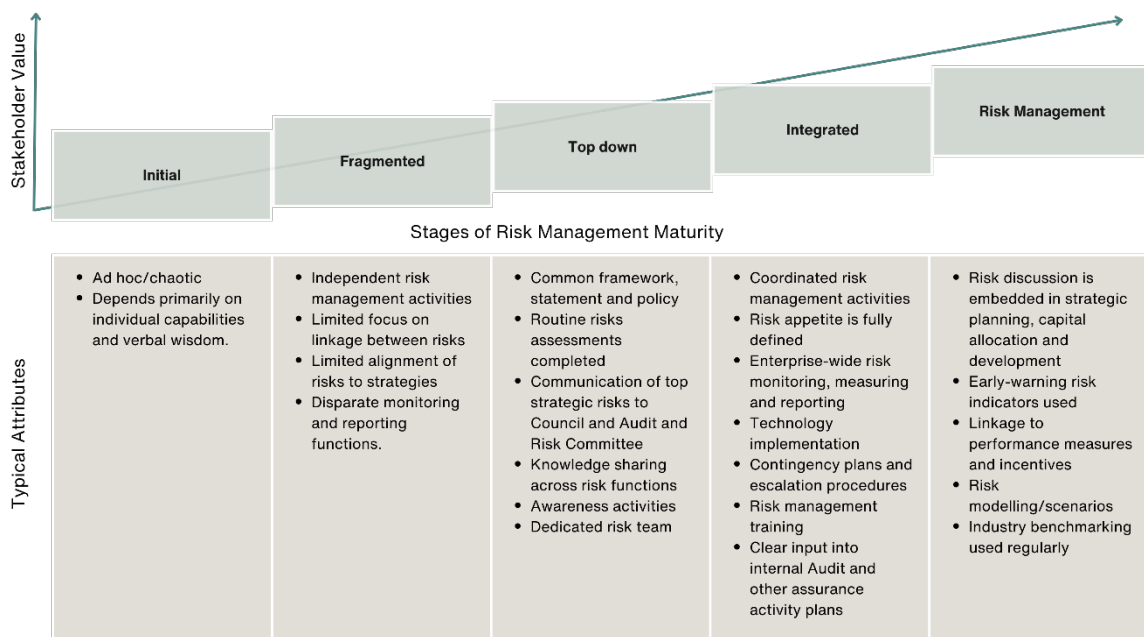 Stakeholder Value
Initial
Fragmented
Top down
Integrated
Risk Management
Stages of Risk Management Maturity
Typical Attributes
• Ad hoc/chaotic
• Depends primarily on
individual capabilities
and verbal wisdom.
• Independent risk
management activities
• Limited focus on
linkage between risks
• Limited alignment of
risks to strategies
• Disparate monitoring
and reporting
functions.
• Common framework,
statement and policy
• Routine risks
assessments
completed
• Communication of top
strategic risks to
Council and Audit and
Risk Committee
• Knowledge sharing
across risk functions
• Awareness activities
• Dedicated risk team
• Coordinated risk
management activities
• Risk appetite is fully
defined
• Enterprise-wide risk
monitoring, measuring
and reporting
• Technology
implementation
• Contingency plans and
escalation procedures
• Risk management
training
• Clear input into
internal Audit and
other assurance
activity plans
• Risk discussion is
embedded in strategic
planning, capital
allocation and
development
• Early-warning risk
indicators used
• Linkage to
performance measures
and incentives
• Risk
modelling/scenarios
• Industry benchmarking
used regularly